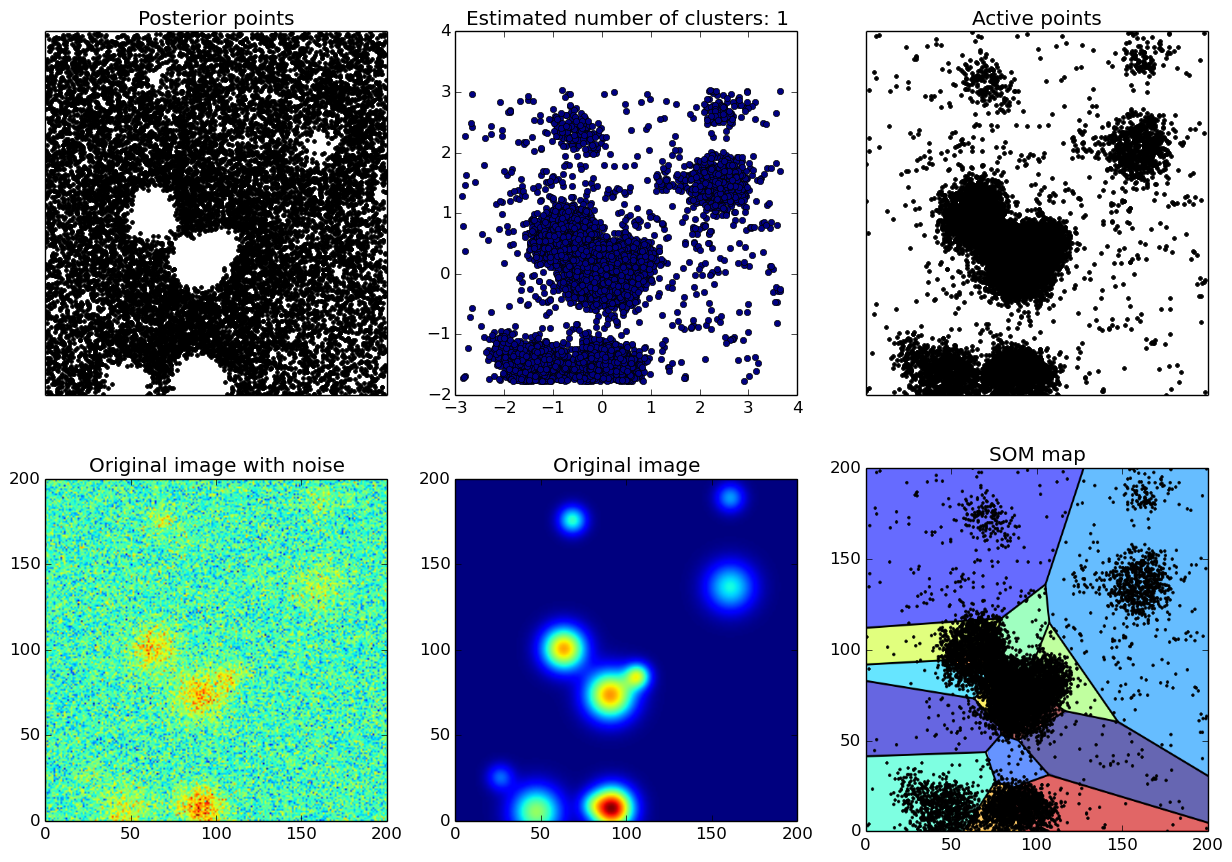 Posterior points
Estimated number of clusters: 1
Active points
4
3
2
1
0
−1
−2
−3 −2 −1 0 1 2 3 4
Original image with noise
200
150
100
50
0
0 50 100 150 200
Original image
200
150
100
50
0
0 50 100 150 200
SOM map
200
150
100
50
0
0 50 100 150 200